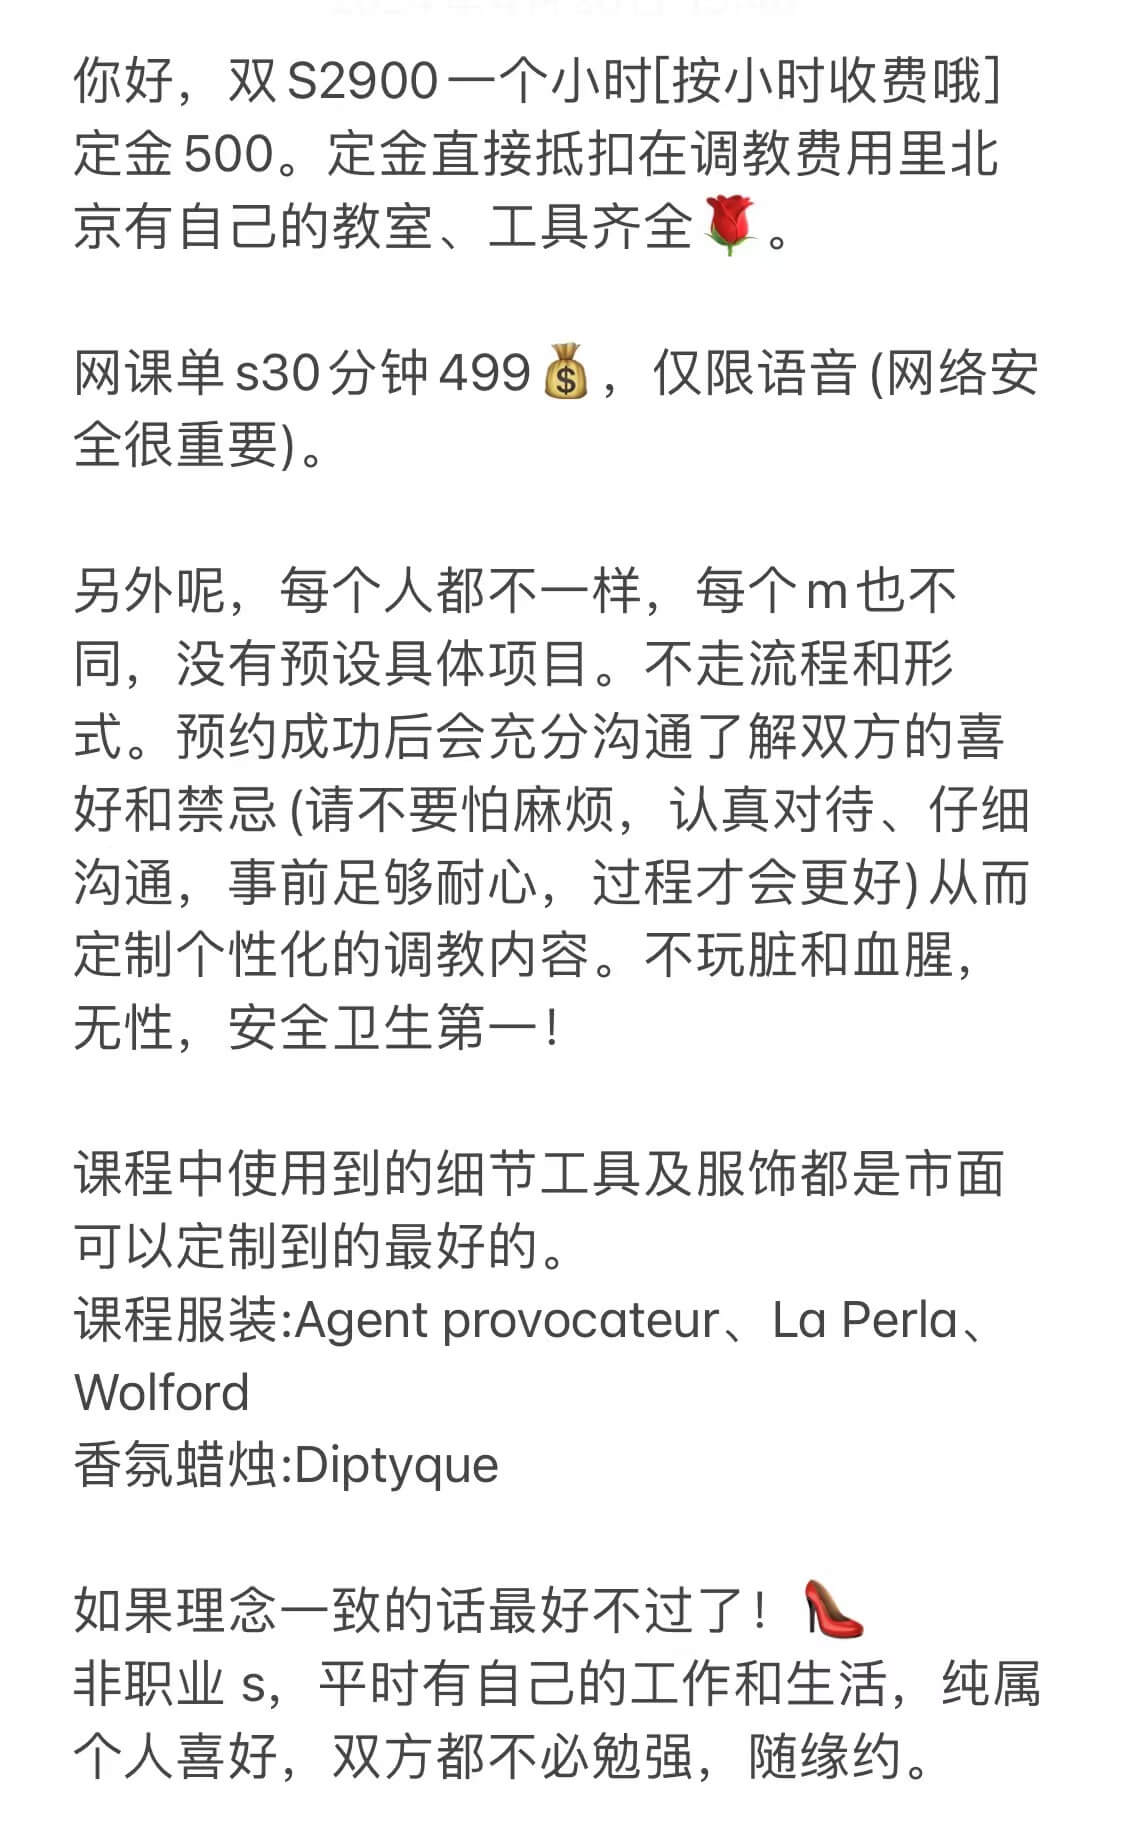 你好，双S2900一个小时[按小时收费哦]
定金500。定金直接抵扣在调教费用里北
京有自己的教室、工具齐全🌹。
网课单s30分钟499💰，仅限语音(网络安
全很重要)。
另外呢，每个人都不一样，每个m也不
同，没有预设具体项目。不走流程和形
式。预约成功后会充分沟通了解双方的喜
好和禁忌(请不要怕麻烦，认真对待、仔细
沟通，事前足够耐心，过程才会更好)从而
定制个性化的调教内容。不玩脏和血腥，
无性，安全卫生第一！
课程中使用到的细节工具及服饰都是市面
可以定制到的最好的。
课程服装:Agent provocateur、La Perla、
Wolford
香氛蜡烛:Diptyque
如果理念一致的话最好不过了！👠
非职业 s，平时有自己的工作和生活，纯属
个人喜好，双方都不必勉强，随缘约。